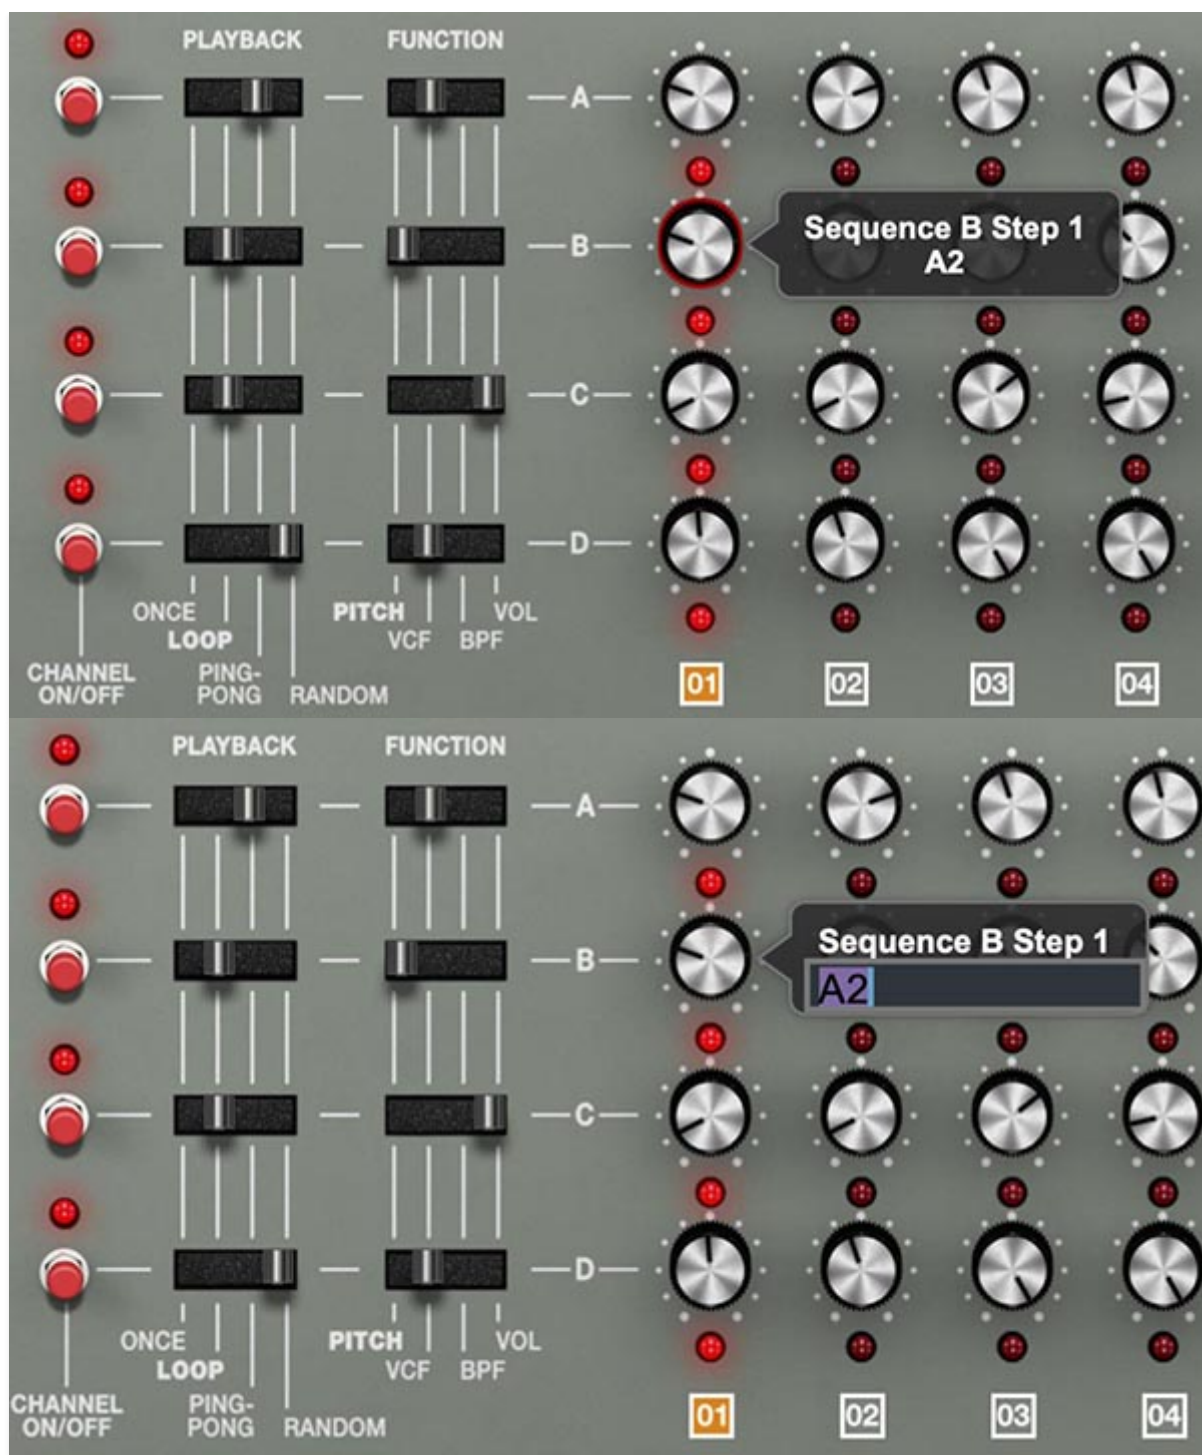 PLAYBACK FUNCTION
A
B
Sequence B Step 1
A2
C
D
ONCE PITCH VOL
LOOP VCF BPF
CHANNEL PING- 
ON/OFF PONG RANDOM
01 02 03 04
PLAYBACK FUNCTION
A
B
Sequence B Step 1
A2
C
D
ONCE PITCH VOL
LOOP VCF BPF
CHANNEL PING-
ON/OFF PONG RANDOM
01 02 03 04